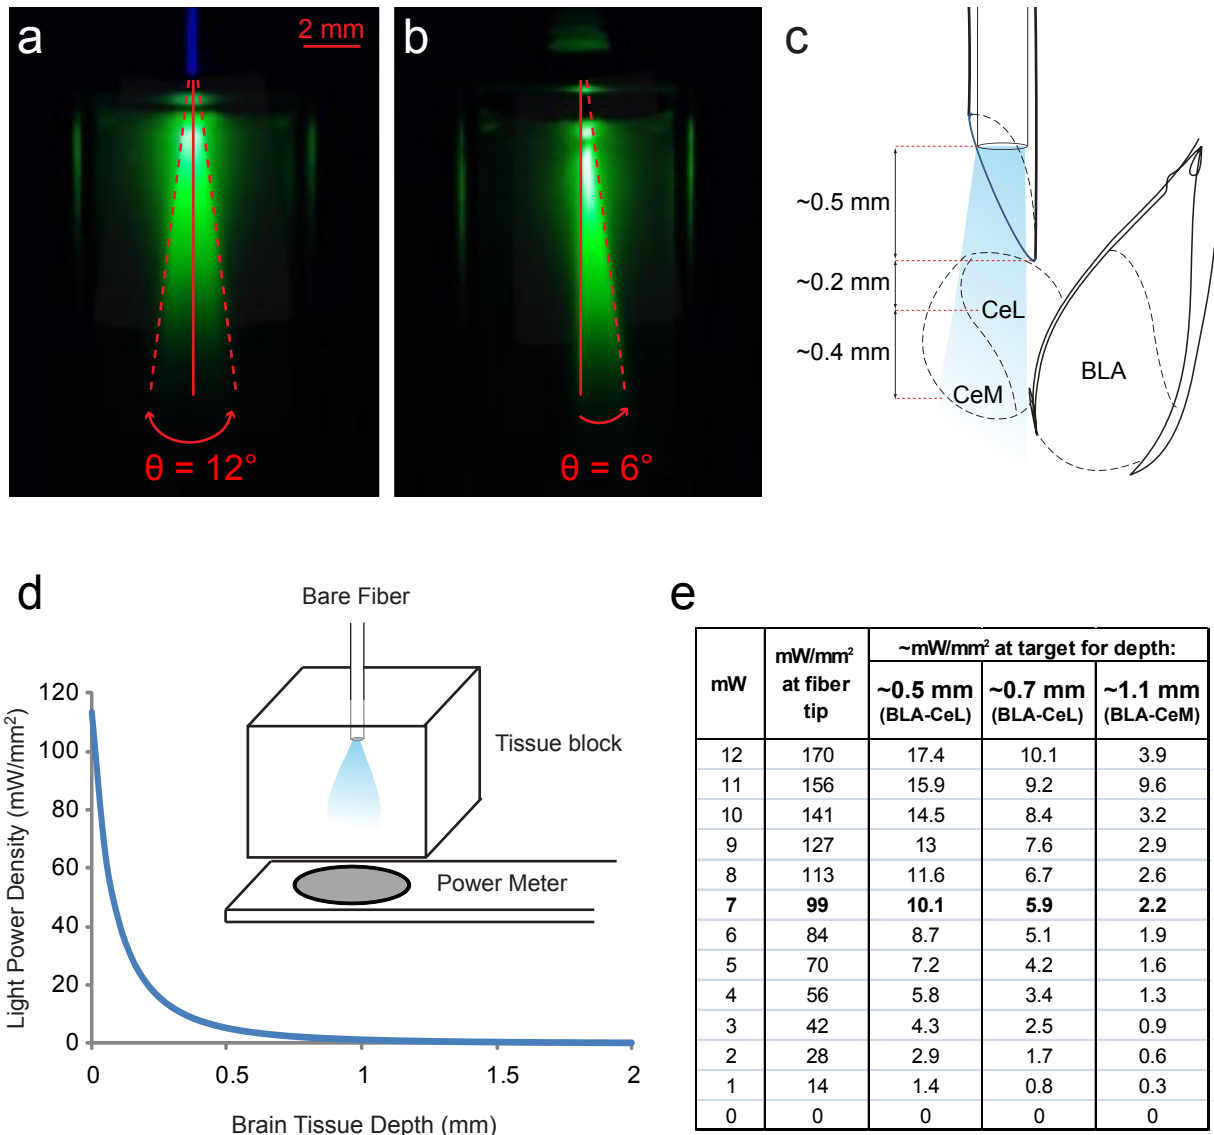 a
2 mm
θ = 12°
b
θ = 6°
c
~0.5 mm
~0.2 mm
~0.4 mm
CeL
CeM
BLA
d
Bare Fiber
Tissue block
Power Meter
Light Power Density (mW/mm²)
120
100
80
60
40
20
0
0 0.5 1 1.5 2
Brain Tissue Depth (mm)
e
mW
mW/mm² at fiber tip
~mW/mm² at target for depth:
~0.5 mm (BLA-CeL)
~0.7 mm (BLA-CeL)
~1.1 mm (BLA-CeM)
12 170 17.4 10.1 3.9
11 156 15.9 9.2 9.6
10 141 14.5 8.4 3.2
9 127 13 7.6 2.9
8 113 11.6 6.7 2.6
7 99 10.1 5.9 2.2
6 84 8.7 5.1 1.9
5 70 7.2 4.2 1.6
4 56 5.8 3.4 1.3
3 42 4.3 2.5 0.9
2 28 2.9 1.7 0.6
1 14 1.4 0.8 0.3
0 0 0 0 0